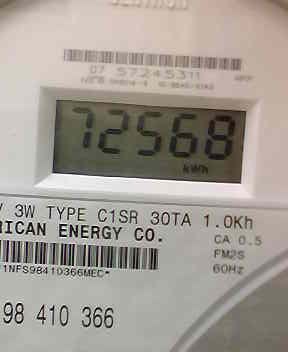 07 57245311
72568
kWh
V 3W TYPE C1SR 30TA 1.0Kh
RICAN ENERGY CO.
CA 0.5
FM2S
60Hz
1NFS98410366MEC*
98 410 366